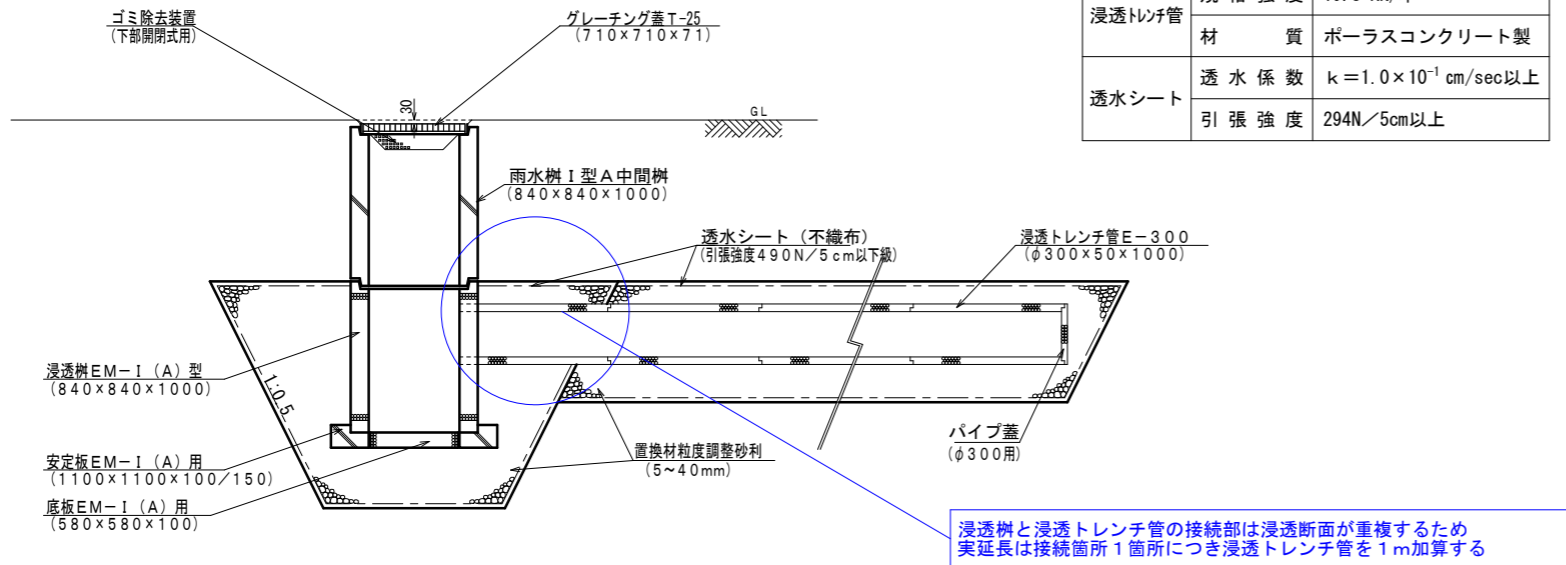 ゴミ除去装置
(下部開閉式用)
グレーチング蓋T-25
(710×710×71)
30
GL
浸透トレンチ管
材　質
ポーラスコンクリート製
透水シート
透水係数
k=1.0×10⁻¹ cm/sec以上
引張強度
294N/5cm以上
雨水桝Ⅰ型A中間桝
(840×840×1000)
透水シート(不織布)
(引張強度490N/5cm以下級)
浸透トレンチ管E-300
(φ300×50×1000)
浸透桝EM-Ⅰ(A)型
(840×840×1000)
1:0.5
安定板EM-Ⅰ(A)用
(1100×1100×100/150)
底板EM-Ⅰ(A)用
(580×580×100)
置換材粒度調整砂利
(5~40mm)
パイプ蓋
(φ300用)
浸透桝と浸透トレンチ管の接続部は浸透断面が重複するため
実延長は接続箇所1箇所につき浸透トレンチ管を1m加算する